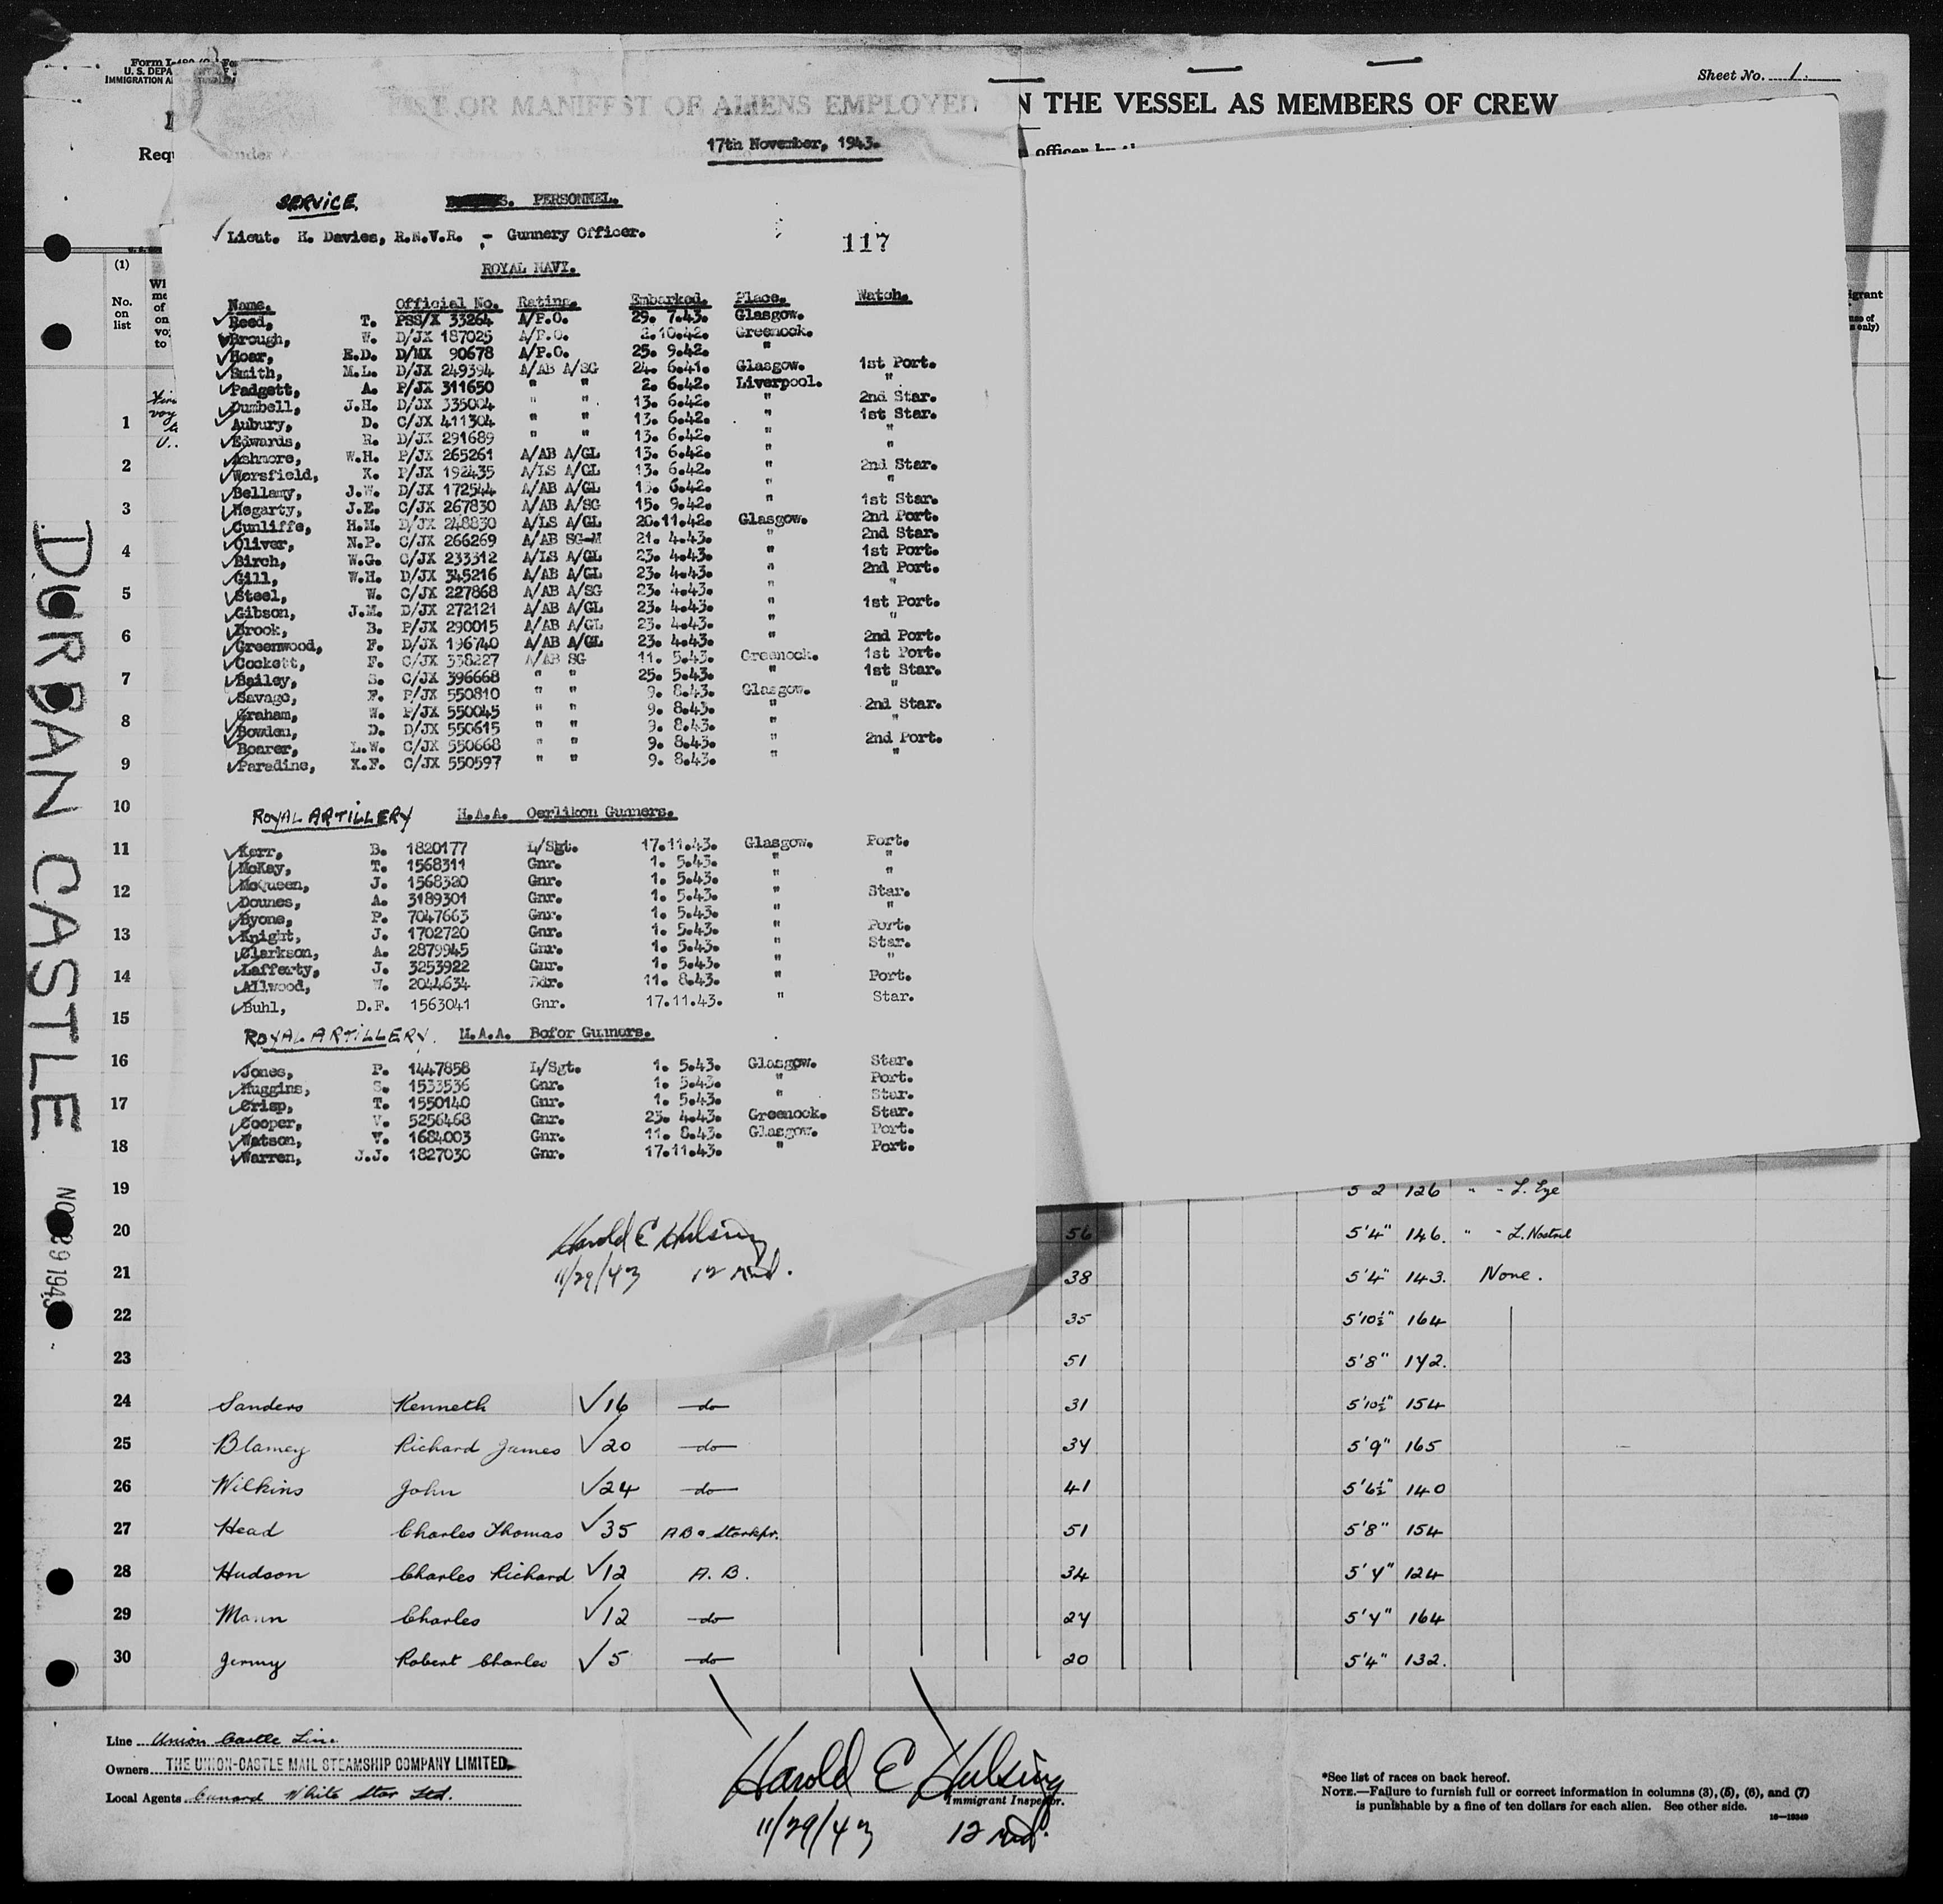 Sheet No. 1.
LIST OR MANIFEST OF ALIENS EMPLOYED ON THE VESSEL AS MEMBERS OF CREW
17th November, 1943.
SERVICE S. PERSONNEL.
Lieut. H. Davies, R.N.V.R. - Gunnery Officer.
117
ROYAL NAVY.
Name. Official No. Rating. Embarked. Place. Watch.
Reed, T. PSS/X 33264 A/P.O. 29. 7.43. Glasgow.
Brough, W. D/JX 187025 A/P.O. 2.10.42. Greenock.
Hoar, E.D. D/MX 90678 A/P.O. 25. 9.42. "
Smith, M.L. D/JX 249394 A/AB A/SG 24. 6.41. Glasgow. 1st Port.
Padgett, A. P/JX 311650 " " 2. 6.42. Liverpool. "
Dumbell, J.H. D/JX 335004 " " 13. 6.42. " 2nd Star.
Aubury, D. C/JX 411304 " " 13. 6.42. " 1st Star.
Edwards, R. D/JX 291689 " " 13. 6.42. " "
Ashmore, W.H. P/JX 265261 A/AB A/GL 13. 6.42. " "
Worsfield, K. P/JX 192435 A/LS A/GL 13. 6.42. " 2nd Star.
Bellamy, J.W. D/JX 172544 A/AB A/GL 13. 6.42. " "
Hegarty, J.E. C/JX 267830 A/AB A/SG 15. 9.42. " 1st Star.
Cunliffe, H.M. D/JX 248830 A/LS A/GL 20.11.42. Glasgow. 2nd Port.
Oliver, N.P. C/JX 266269 A/AB SG-M 21. 4.43. " 2nd Star.
Birch, W.G. C/JX 233312 A/LS A/GL 23. 4.43. " 1st Port.
Gill, W.H. D/JX 345216 A/AB A/GL 23. 4.43. " 2nd Port.
Steel, W. C/JX 227868 A/AB A/SG 23. 4.43. " "
Gibson, J.M. D/JX 272121 A/AB A/GL 23. 4.43. " 1st Port.
Brook, B. P/JX 290015 A/AB A/GL 23. 4.43. " "
Greenwood, F. D/JX 196740 A/AB A/GL 23. 4.43. " 2nd Port.
Cockett, F. C/JX 338227 A/AB SG 11. 5.43. Greenock. 1st Port.
Bailey, S. C/JX 396668 " " 25. 5.43. " 1st Star.
Savage, F. P/JX 550810 " " 9. 8.43. Glasgow. "
Graham, W. P/JX 550045 " " 9. 8.43. " 2nd Star.
Bowden, D. D/JX 550615 " " 9. 8.43. " "
Boarer, L.W. C/JX 550668 " " 9. 8.43. " 2nd Port.
Paradine, K.F. C/JX 550597 " " 9. 8.43. " "
ROYAL ARTILLERY H.A.A. Oerlikon Gunners.
Kerr, B. 1820177 L/Sgt. 17.11.43. Glasgow. Port.
McKay, T. 1568311 Gnr. 1. 5.43. " "
McQueen, J. 1568320 Gnr. 1. 5.43. " "
Dounes, A. 3189301 Gnr. 1. 5.43. " Star.
Byone, P. 7047663 Gnr. 1. 5.43. " "
Knight, J. 1702720 Gnr. 1. 5.43. " Port.
Clarkson, A. 2879945 Gnr. 1. 5.43. " Star.
Lafferty, J. 3253922 Gnr. 1. 5.43. " "
Allwood, W. 2044634 Bdr. 11. 8.43. " Port.
Buhl, D.F. 1563041 Gnr. 17.11.43. " Star.
ROYAL ARTILLERY. M.A.A. Bofor Gunners.
Jones, P. 1447858 L/Sgt. 1. 5.43. Glasgow. Star.
Huggins, S. 1533536 Gnr. 1. 5.43. " Port.
Crisp, T. 1550140 Gnr. 1. 5.43. " Star.
Cooper, V. 5256468 Gnr. 23. 4.43. Greenock. Star.
Watson, W. 1684003 Gnr. 11. 8.43. Glasgow. Port.
Warren, J.J. 1827030 Gnr. 17.11.43. " Port.
Harold E Hulsing
11/29/43 12 Md.
DURBAN CASTLE
NOV 29 1943
(1)
No. on list
1
2
3
4
5
6
7
8
9
10
11
12
13
14
15
16
17
18
19 5 2 126 " - L. Eye
20 56 5'4" 146. " - L. Nostril
21 38 5'4" 143. None.
22 35 5'10½" 164
23 51 5'8" 142.
24 Sanders Kenneth 16 do 31 5'10½" 154
25 Blamey Richard James 20 do 34 5'9" 165
26 Wilkins John 24 do 41 5'6½" 140
27 Head Charles Thomas 35 AB & Storekpr. 51 5'8" 154
28 Hudson Charles Richard 12 A.B. 34 5'4" 124
29 Mann Charles 12 do 24 5'4" 164
30 Jermy Robert Charles 5 do 20 5'4" 132.
Line Union Castle Line
Owners THE UNION-CASTLE MAIL STEAMSHIP COMPANY LIMITED.
Local Agents Cunard White Star Ltd.
Harold E Hulsing
Immigrant Inspector.
11/29/43 12 Md.
*See list of races on back hereof.
NOTE.—Failure to furnish full or correct information in columns (3), (5), (6), and (7)
is punishable by a fine of ten dollars for each alien. See other side.